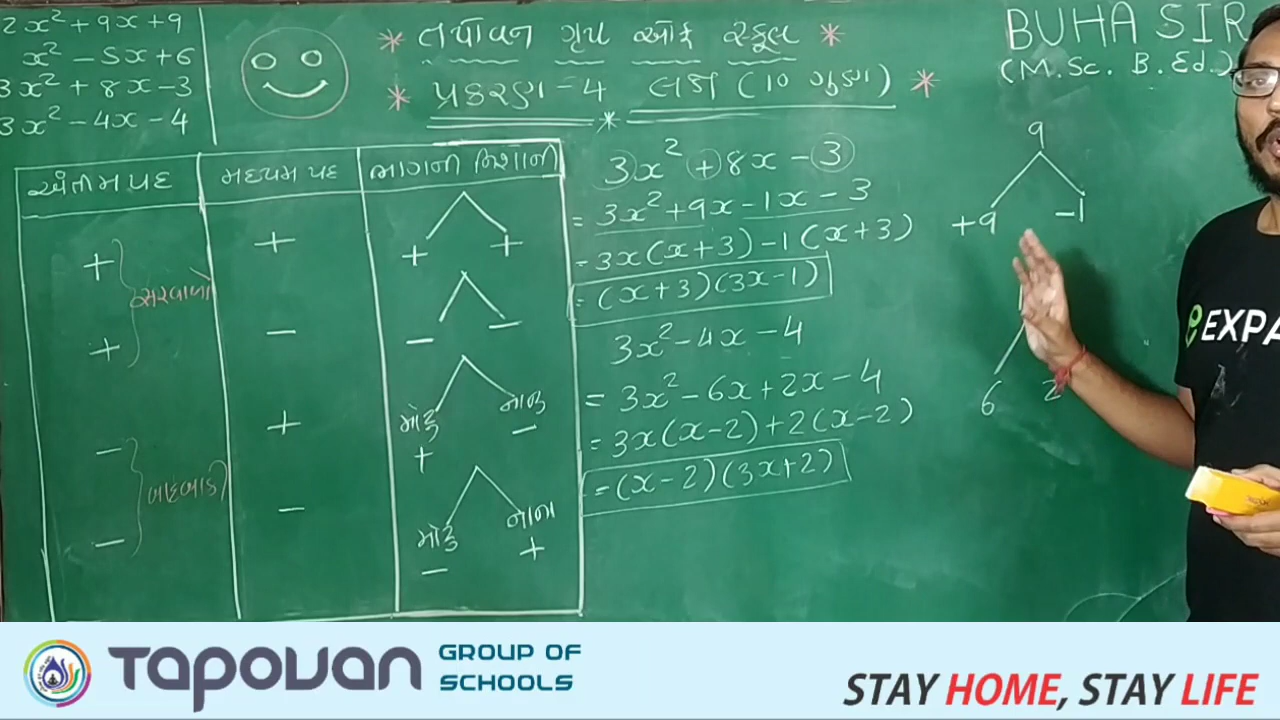 2x² + 9x + 9
x² - 5x + 6
3x² + 8x - 3
3x² - 4x - 4
* તપોવન ગ્રુપ ઓફ સ્કુલ *
* પ્રકરણ - 4 લક્ષ (10 ગુણ) *
BUHA SIR
(M.Sc. B.Ed.)
અંતિમ પદ મધ્યમ પદ ભાગની નિશાની
+ + + +
સરવાળો
+ - - -
- + મોટું + નાનું -
બાદબાકી
- - મોટું - નાના +
3x² + 8x - 3
= 3x² + 9x - 1x - 3
= 3x(x+3) - 1(x+3)
= (x+3)(3x-1)
3x² - 4x - 4
= 3x² - 6x + 2x - 4
= 3x(x-2) + 2(x-2)
= (x-2)(3x+2)
9
+9 -1
6 2
EXPA
TAPOVAN GROUP OF SCHOOLS
STAY HOME, STAY LIFE